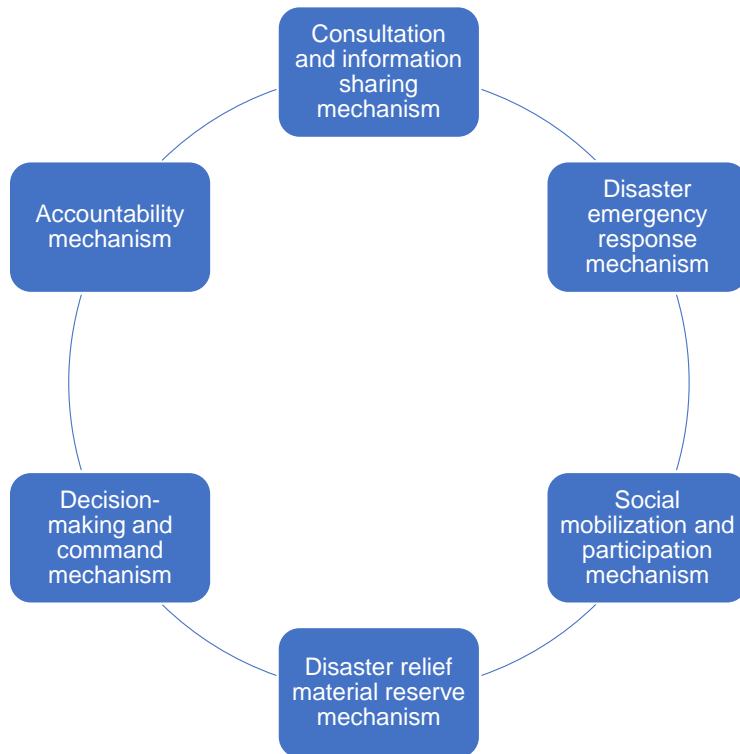 Consultation
and information
sharing
mechanism
Disaster
emergency
response
mechanism
Social
mobilization and
participation
mechanism
Disaster relief
material reserve
mechanism
Decision-
making and
command
mechanism
Accountability
mechanism